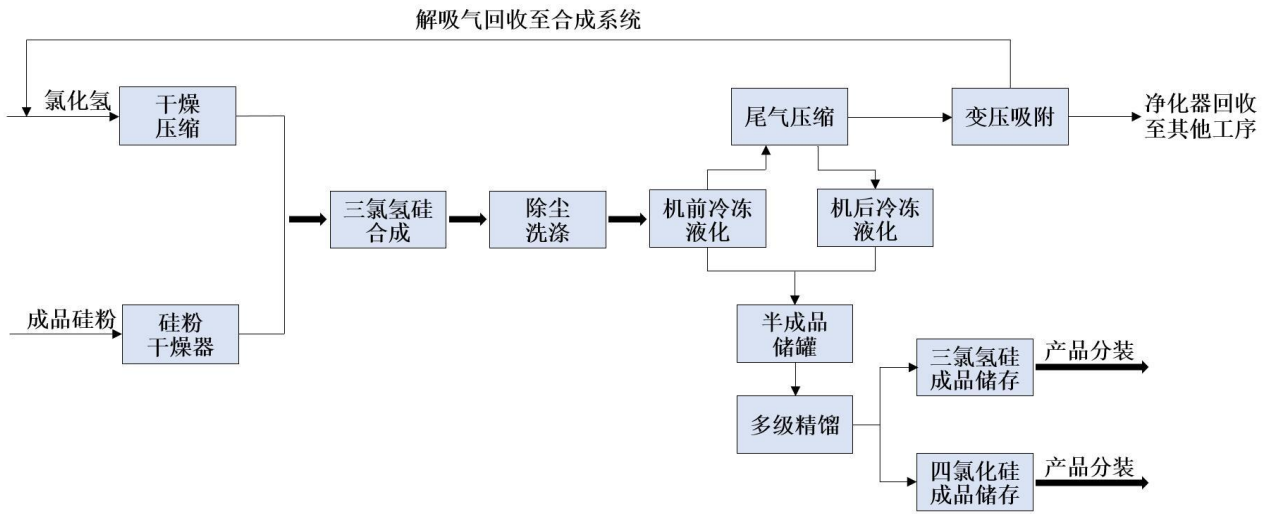 解吸气回收至合成系统
氯化氢
干燥
压缩
尾气压缩
变压吸附
净化器回收
至其他工序
三氯氢硅
合成
除尘
洗涤
机前冷冻
液化
机后冷冻
液化
成品硅粉
硅粉
干燥器
半成品
储罐
三氯氢硅
成品储存
产品分装
多级精馏
四氯化硅
成品储存
产品分装